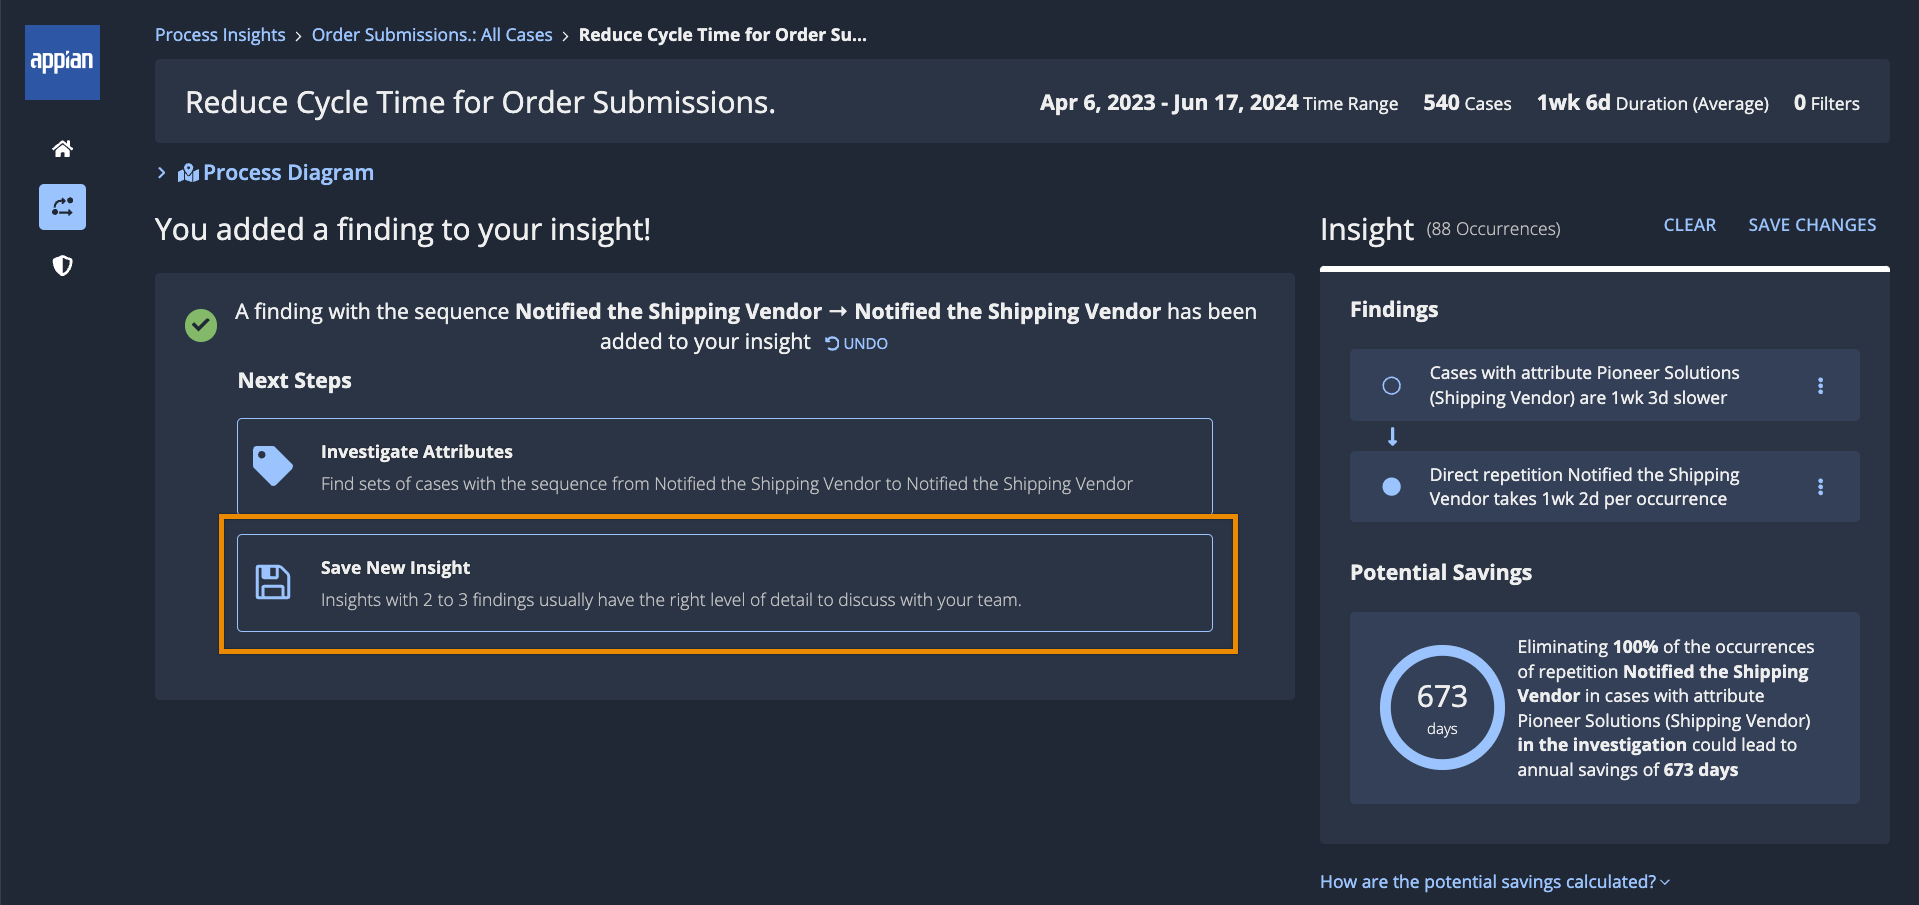 appian
Process Insights > Order Submissions.: All Cases > Reduce Cycle Time for Order Su...
Reduce Cycle Time for Order Submissions.
Apr 6, 2023 - Jun 17, 2024 Time Range 540 Cases 1wk 6d Duration (Average) 0 Filters
> Process Diagram
You added a finding to your insight!
A finding with the sequence Notified the Shipping Vendor → Notified the Shipping Vendor has been
added to your insight UNDO
Next Steps
Investigate Attributes
Find sets of cases with the sequence from Notified the Shipping Vendor to Notified the Shipping Vendor
Save New Insight
Insights with 2 to 3 findings usually have the right level of detail to discuss with your team.
Insight (88 Occurrences) CLEAR SAVE CHANGES
Findings
Cases with attribute Pioneer Solutions
(Shipping Vendor) are 1wk 3d slower
Direct repetition Notified the Shipping
Vendor takes 1wk 2d per occurrence
Potential Savings
673
days
Eliminating 100% of the occurrences
of repetition Notified the Shipping
Vendor in cases with attribute
Pioneer Solutions (Shipping Vendor)
in the investigation could lead to
annual savings of 673 days
How are the potential savings calculated?